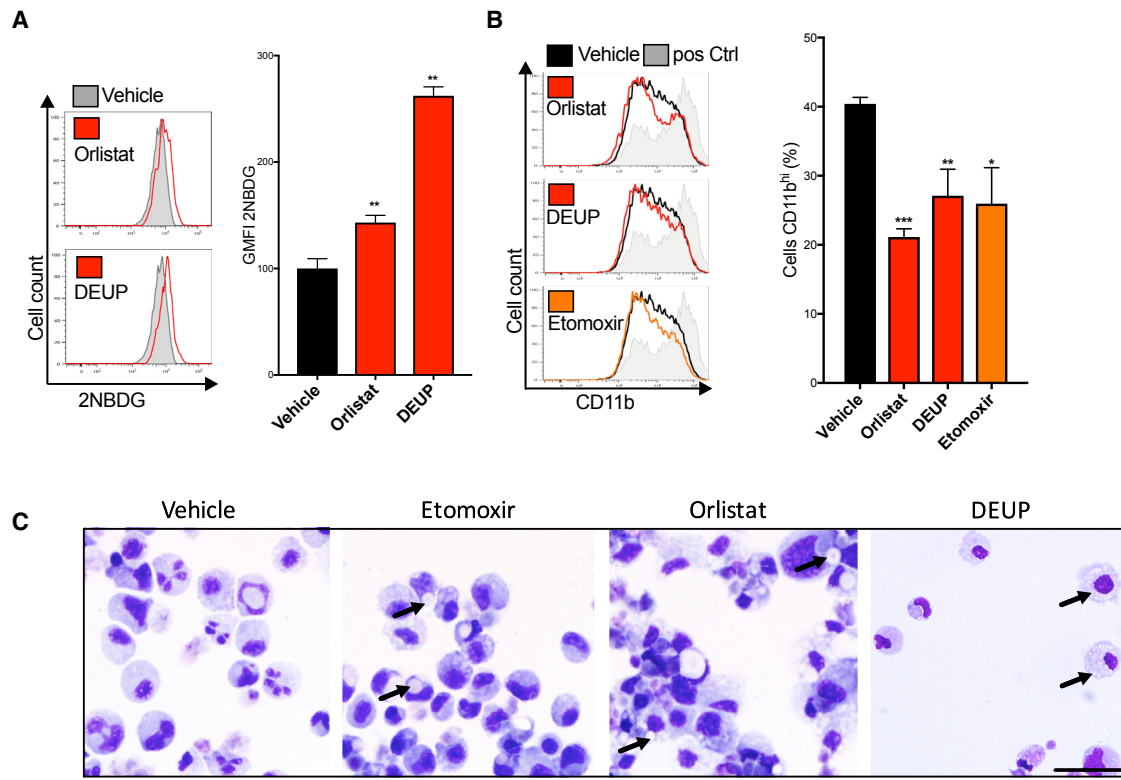 A
Vehicle
Orlistat
DEUP
Cell count
2NBDG
GMFI 2NBDG
300
200
100
0
**
**
Vehicle
Orlistat
DEUP
B
Vehicle pos Ctrl
Orlistat
DEUP
Etomoxir
Cell count
CD11b
Cells CD11bhi (%)
50
40
30
20
10
0
***
**
*
Vehicle
Orlistat
DEUP
Etomoxir
C
Vehicle Etomoxir Orlistat DEUP